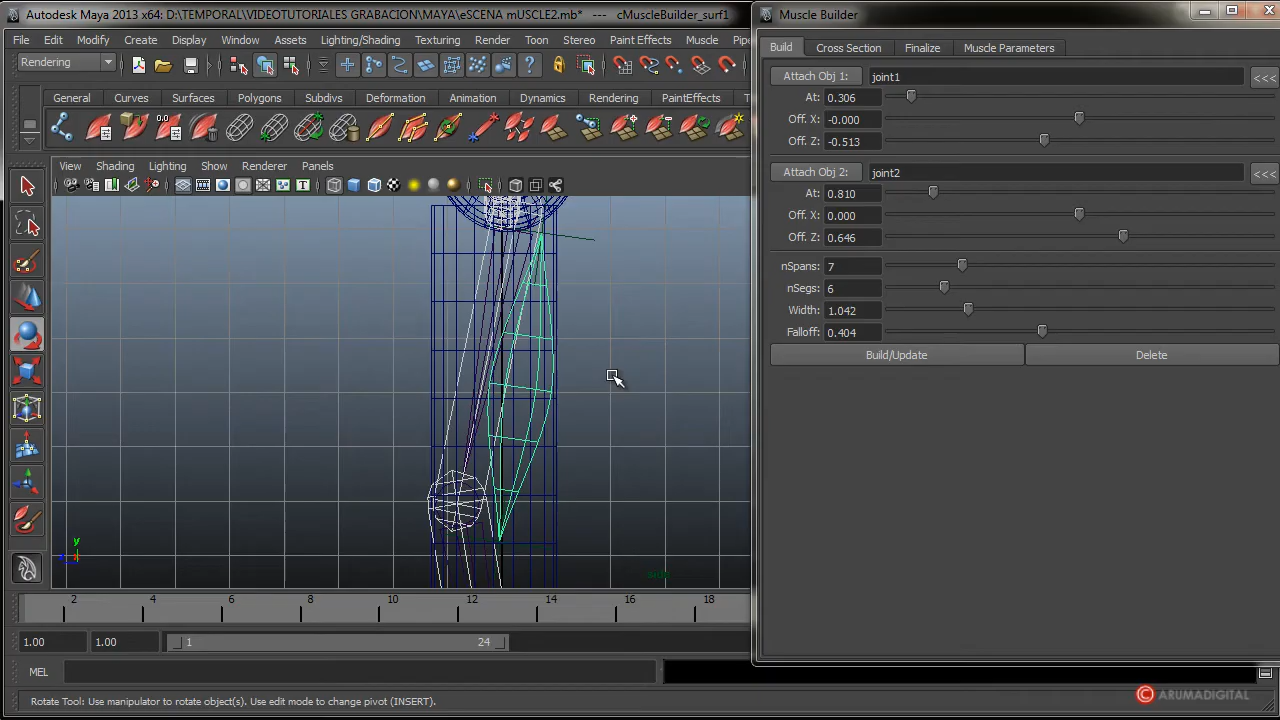 Autodesk Maya 2013 x64: D:\TEMPORAL\VIDEOTUTORIALES GRABACION\MAYA\eSCENA mUSCLE2.mb* --- cMuscleBuilder_surf1
Muscle Builder
File Edit Modify Create Display Window Assets Lighting/Shading Texturing Render Toon Stereo Paint Effects Muscle Pipe
Build Cross Section Finalize Muscle Parameters
Rendering
Attach Obj 1: joint1 <<<
At: 0.306
Off. X: -0.000
Off. Z: -0.513
General Curves Surfaces Polygons Subdivs Deformation Animation Dynamics Rendering PaintEffects T
0.0
View Shading Lighting Show Renderer Panels
Attach Obj 2: joint2 <<<
At: 0.810
Off. X: 0.000
Off. Z: 0.646
nSpans: 7
nSegs: 6
Width: 1.042
Falloff: 0.404
Build/Update Delete
y
side
2 4 6 8 10 12 14 16 18
1.00 1.00 1 24
MEL
Rotate Tool: Use manipulator to rotate object(s). Use edit mode to change pivot (INSERT).
© ARUMADIGITAL